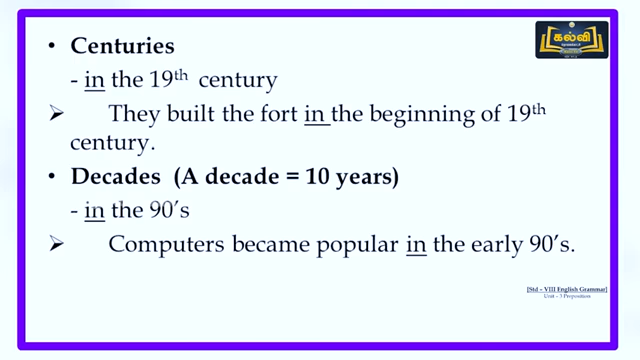 • Centuries
- in the 19th century
➢ They built the fort in the beginning of 19th
century.
• Decades (A decade = 10 years)
- in the 90's
➢ Computers became popular in the early 90's.
கல்வி
[Std – VIII English Grammar]
Unit - 3 Preposition